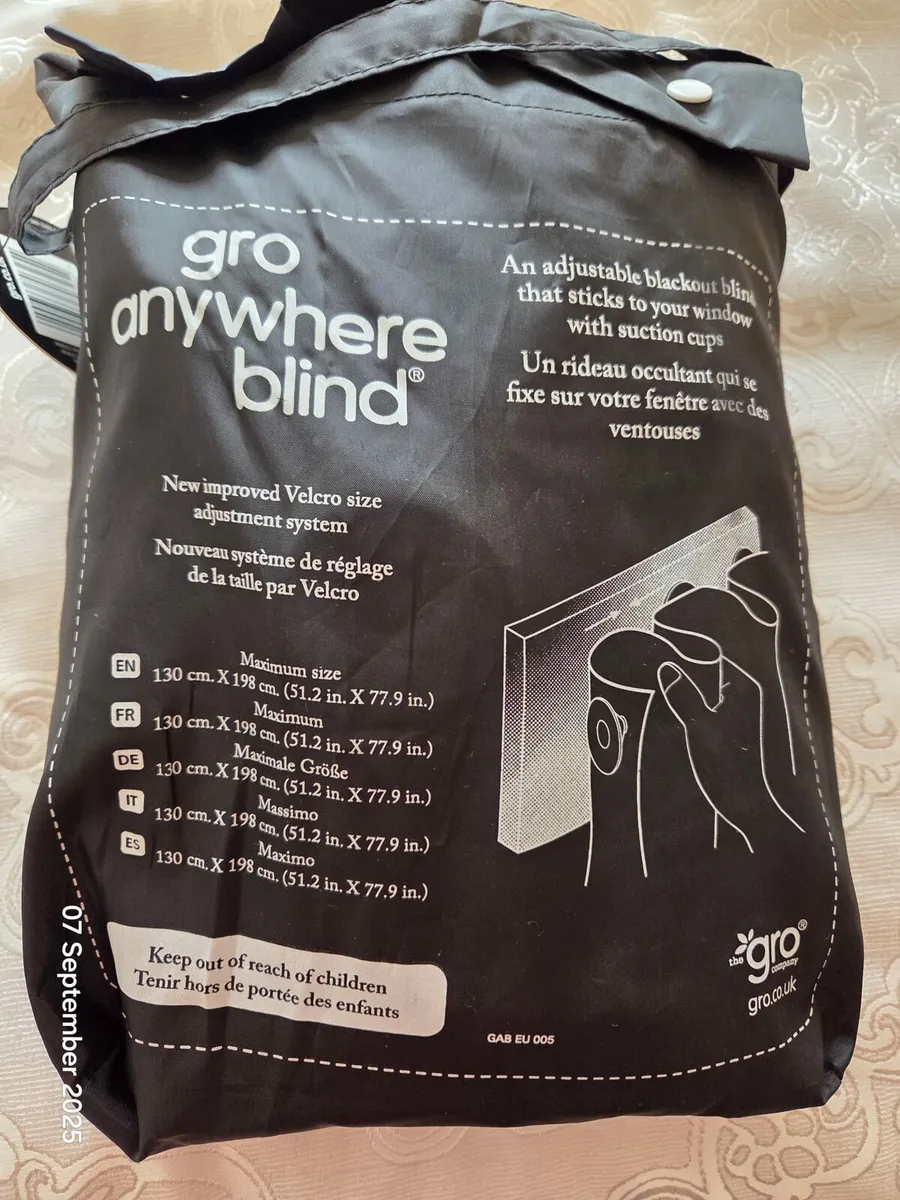 gro
anywhere
blind®
An adjustable blackout blind
that sticks to your window
with suction cups
Un rideau occultant qui se
fixe sur votre fenêtre avec des
ventouses
New improved Velcro size
adjustment system
Nouveau système de réglage
de la taille par Velcro
EN Maximum size
130 cm. X 198 cm. (51.2 in. X 77.9 in.)
FR Maximum
130 cm. X 198 cm. (51.2 in. X 77.9 in.)
DE Maximale Größe
130 cm. X 198 cm. (51.2 in. X 77.9 in.)
IT Massimo
130 cm. X 198 cm. (51.2 in. X 77.9 in.)
ES Maximo
130 cm. X 198 cm. (51.2 in. X 77.9 in.)
Keep out of reach of children
Tenir hors de portée des enfants
GAB EU 005
the gro® company
gro.co.uk
07 September 2025